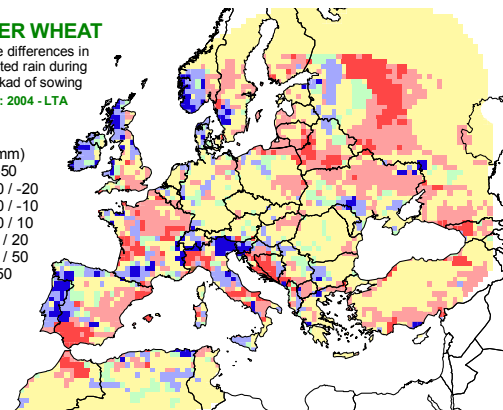 ER WHEAT
e differences in
ted rain during
kad of sowing
: 2004 - LTA
mm)
50
0 / -20
0 / -10
0 / 10
/ 20
/ 50
50